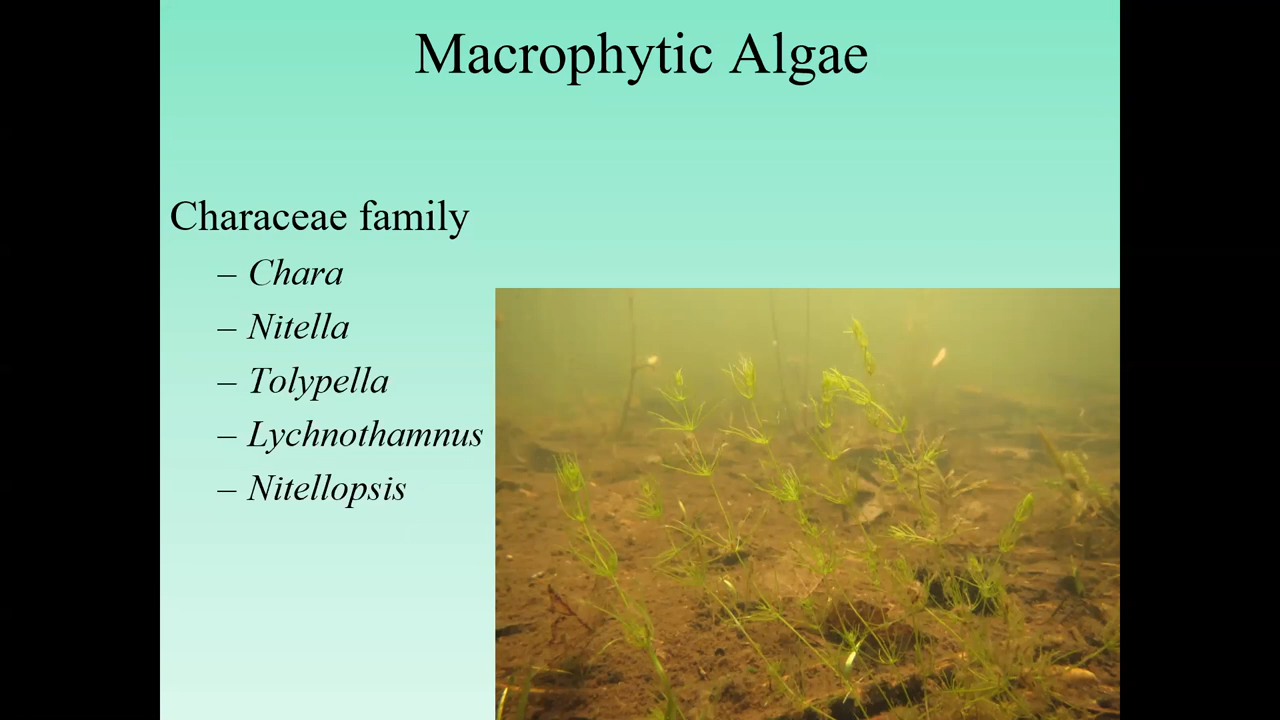 Macrophytic Algae
Characeae family
– Chara
– Nitella
– Tolypella
– Lychnothamnus
– Nitellopsis